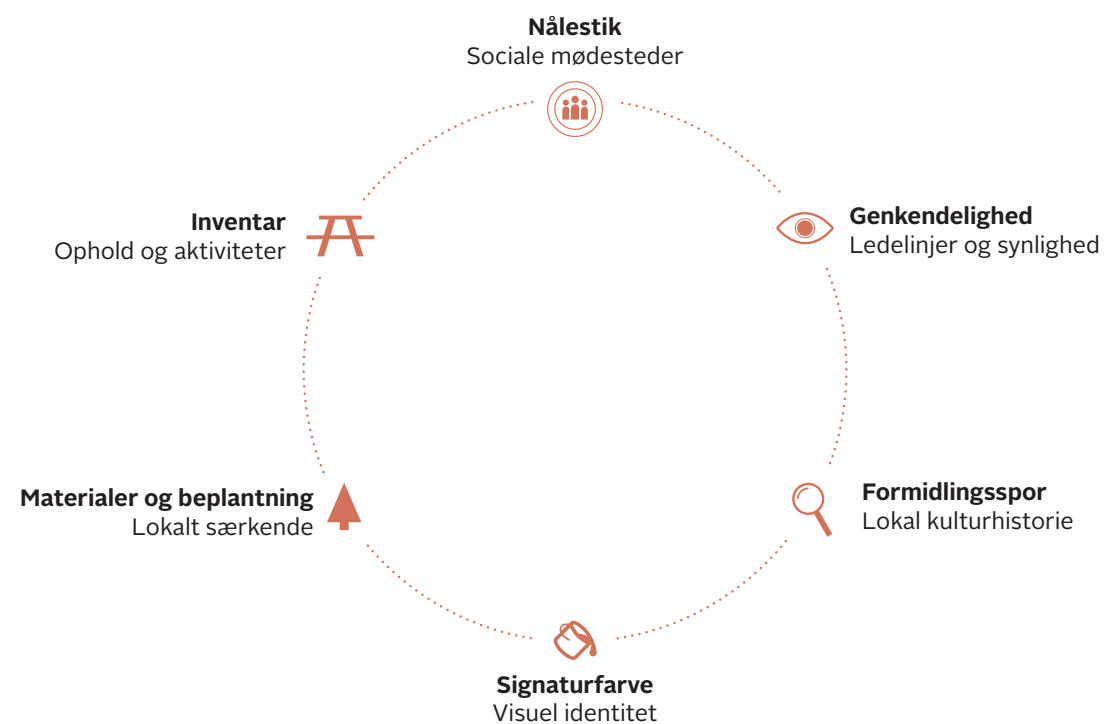 Nålestik
Sociale mødesteder
Genkendelighed
Ledelinjer og synlighed
Formidlingsspor
Lokal kulturhistorie
Signaturfarve
Visuel identitet
Materialer og beplantning
Lokalt særkende
Inventar
Ophold og aktiviteter